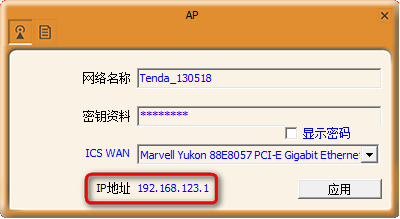 AP
网络名称 Tenda_130518
密钥资料 ********
显示密码
ICS WAN Marvell Yukon 88E8057 PCI-E Gigabit Etherne
IP地址 192.168.123.1 应用